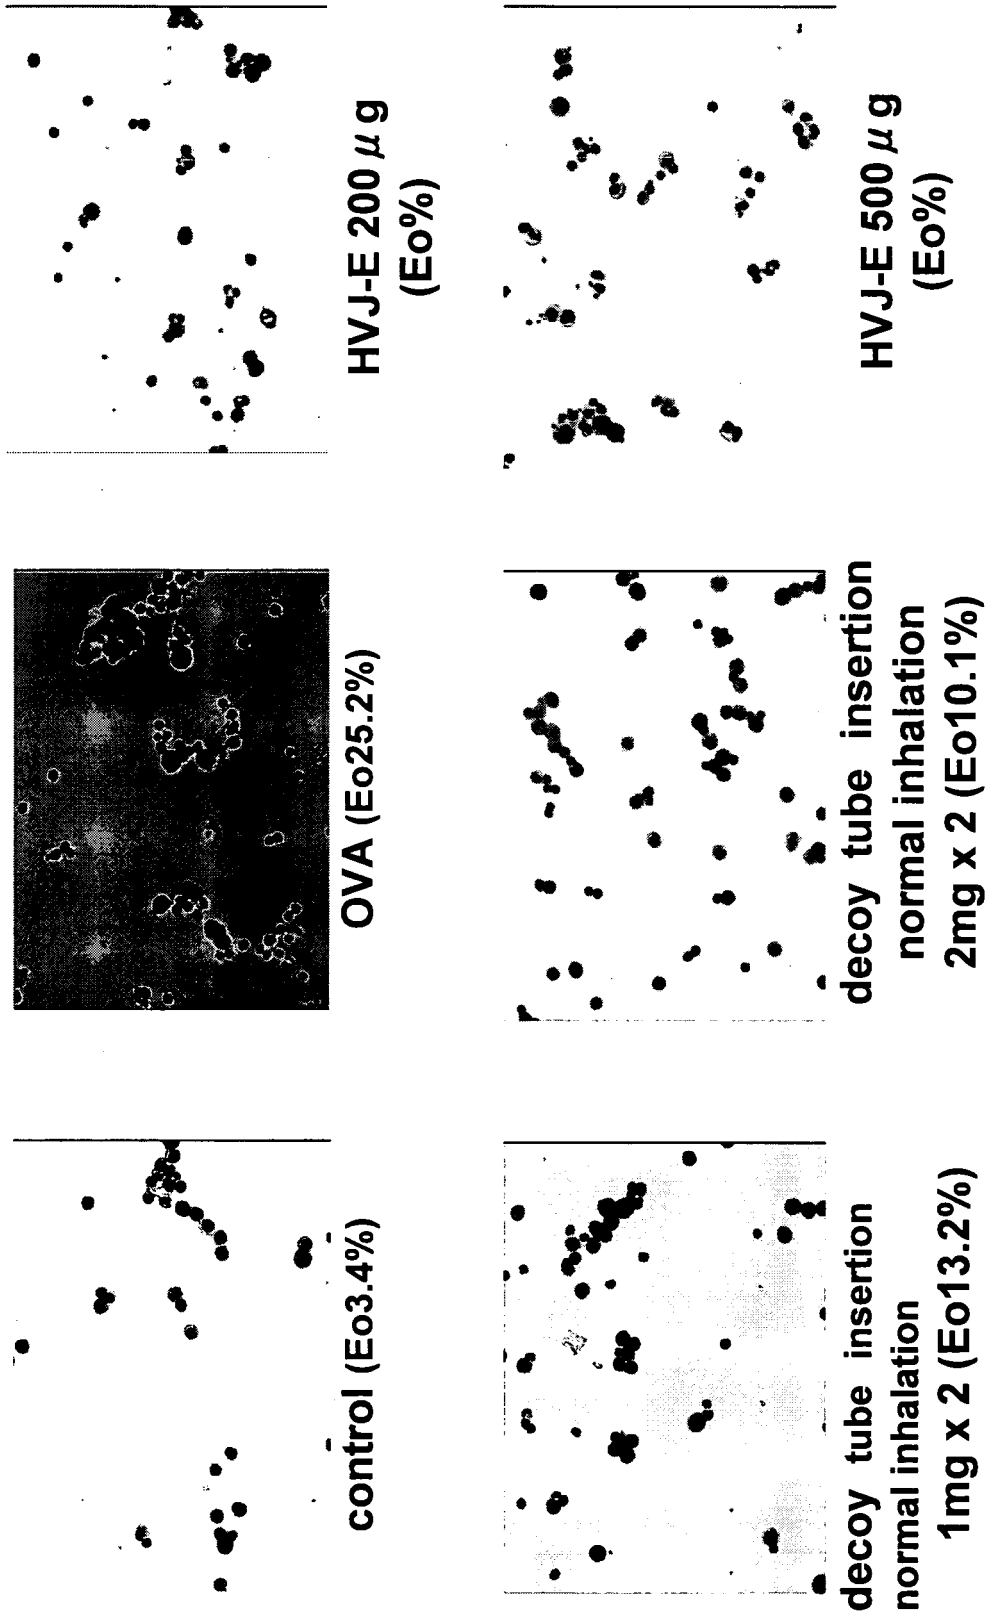 control (Eo3.4%)
OVA (Eo25.2%)
HVJ-E 200 μg
(Eo%)
decoy tube insertion
normal inhalation
1mg x 2 (Eo13.2%)
decoy tube insertion
normal inhalation
2mg x 2 (Eo10.1%)
HVJ-E 500 μg
(Eo%)